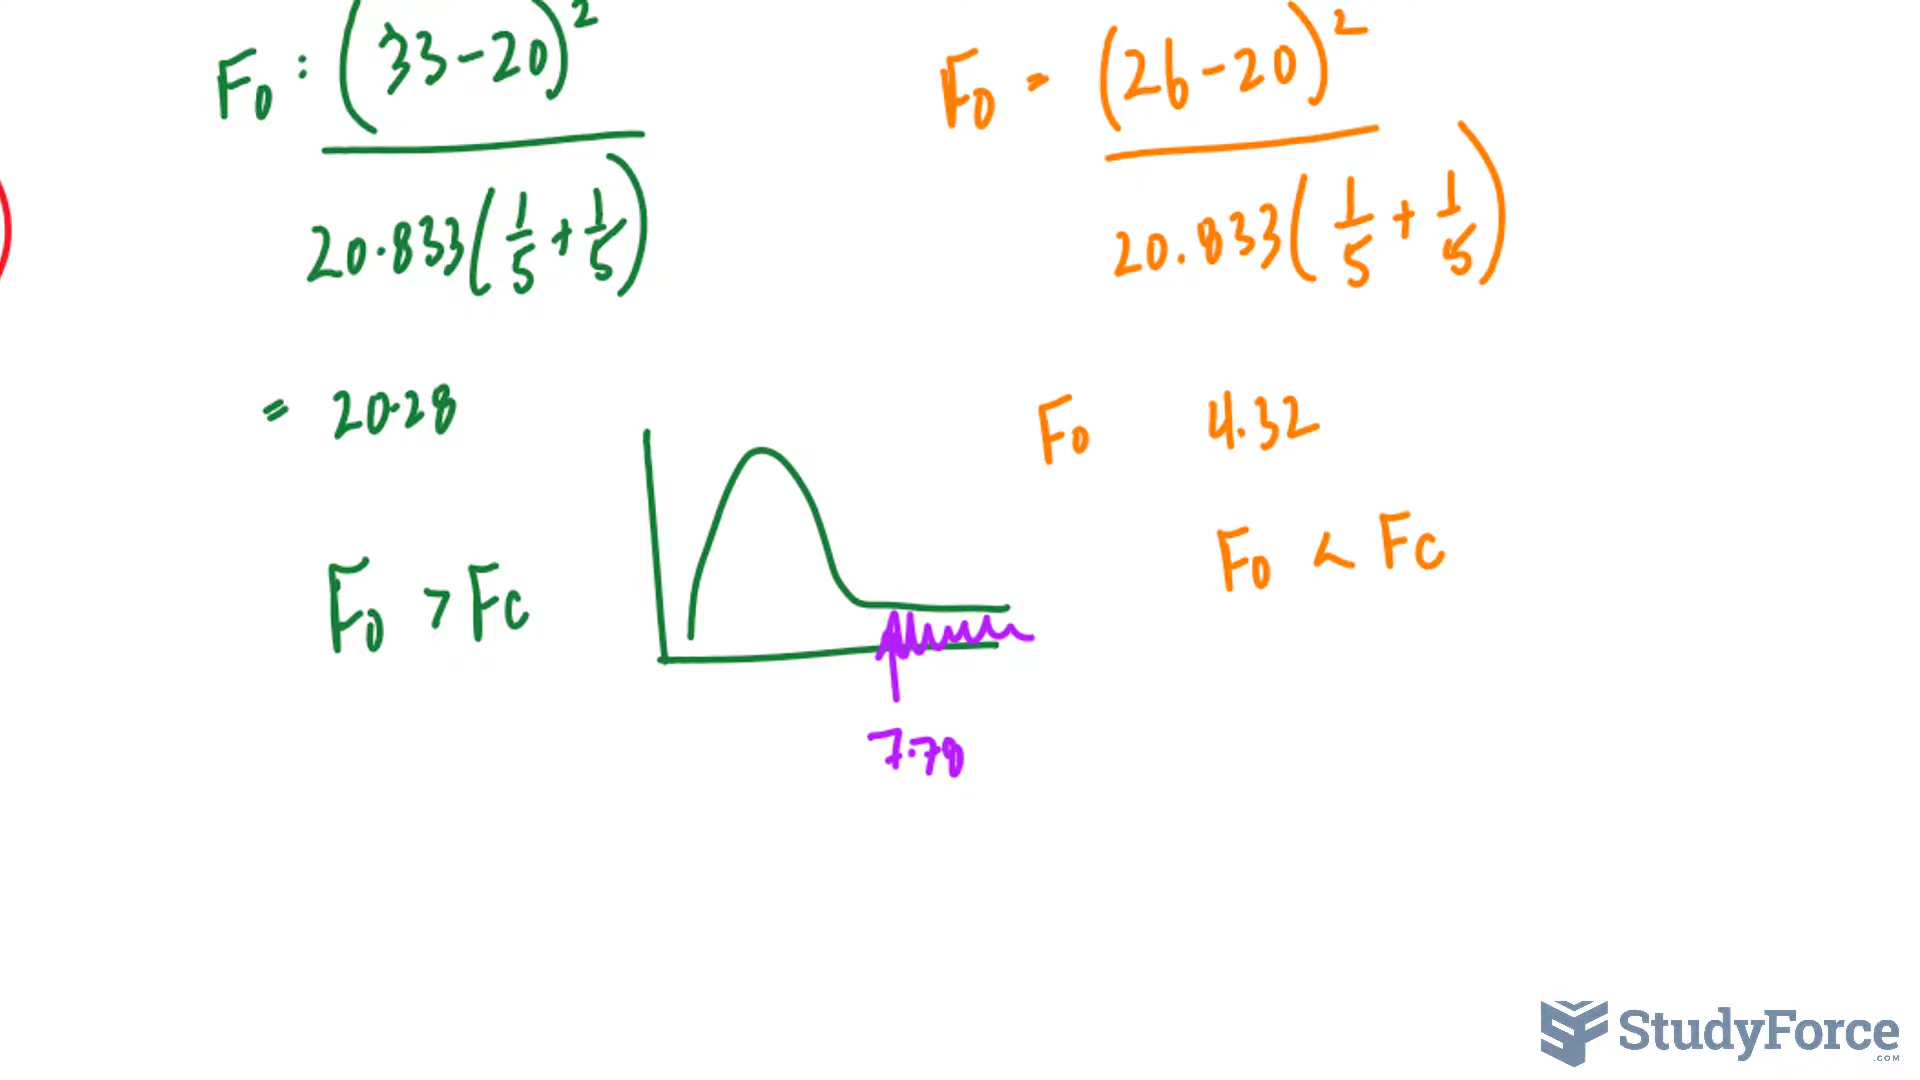 F₀ : (33-20)²
20.833(1/5 + 1/5)
= 20.28
F₀ > Fc
7.78
F₀ = (26-20)²
20.833(1/5 + 1/5)
F₀ 4.32
F₀ < Fc
StudyForce
.COM